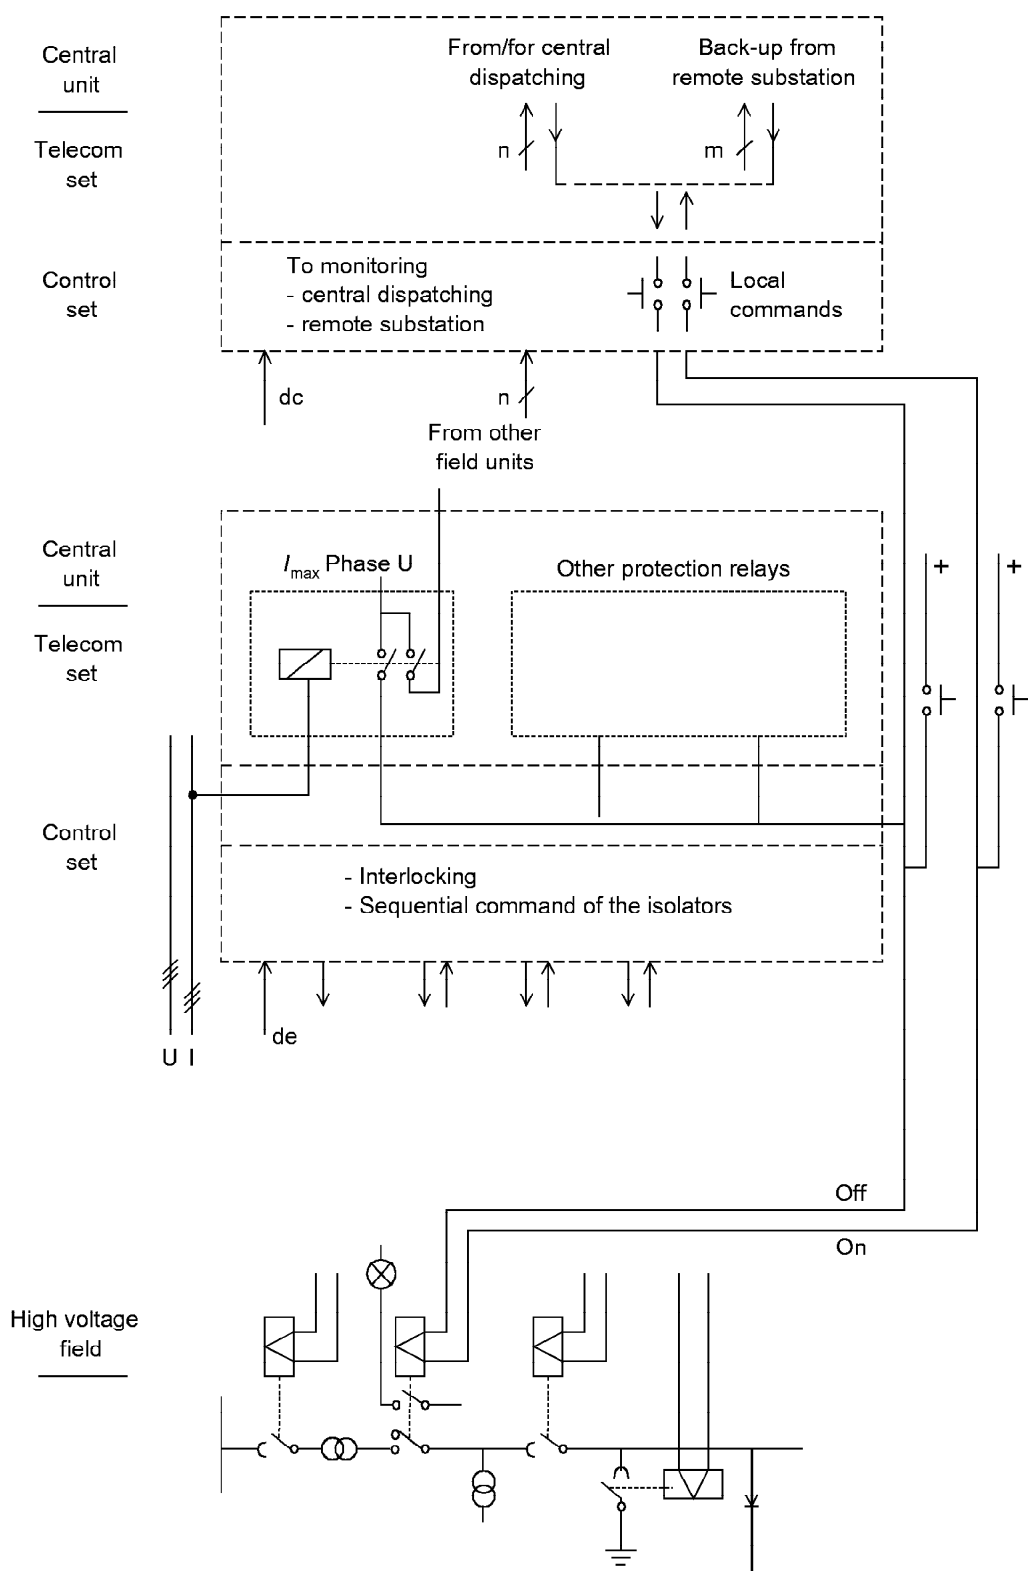 Central
unit
Telecom
set
From/for central
dispatching
Back-up from
remote substation
n
m
Control
set
To monitoring
- central dispatching
- remote substation
Local
commands
dc
n
From other
field units
Central
unit
Telecom
set
Imax Phase U
Other protection relays
+
+
Control
set
- Interlocking
- Sequential command of the isolators
U I
de
Off
On
High voltage
field